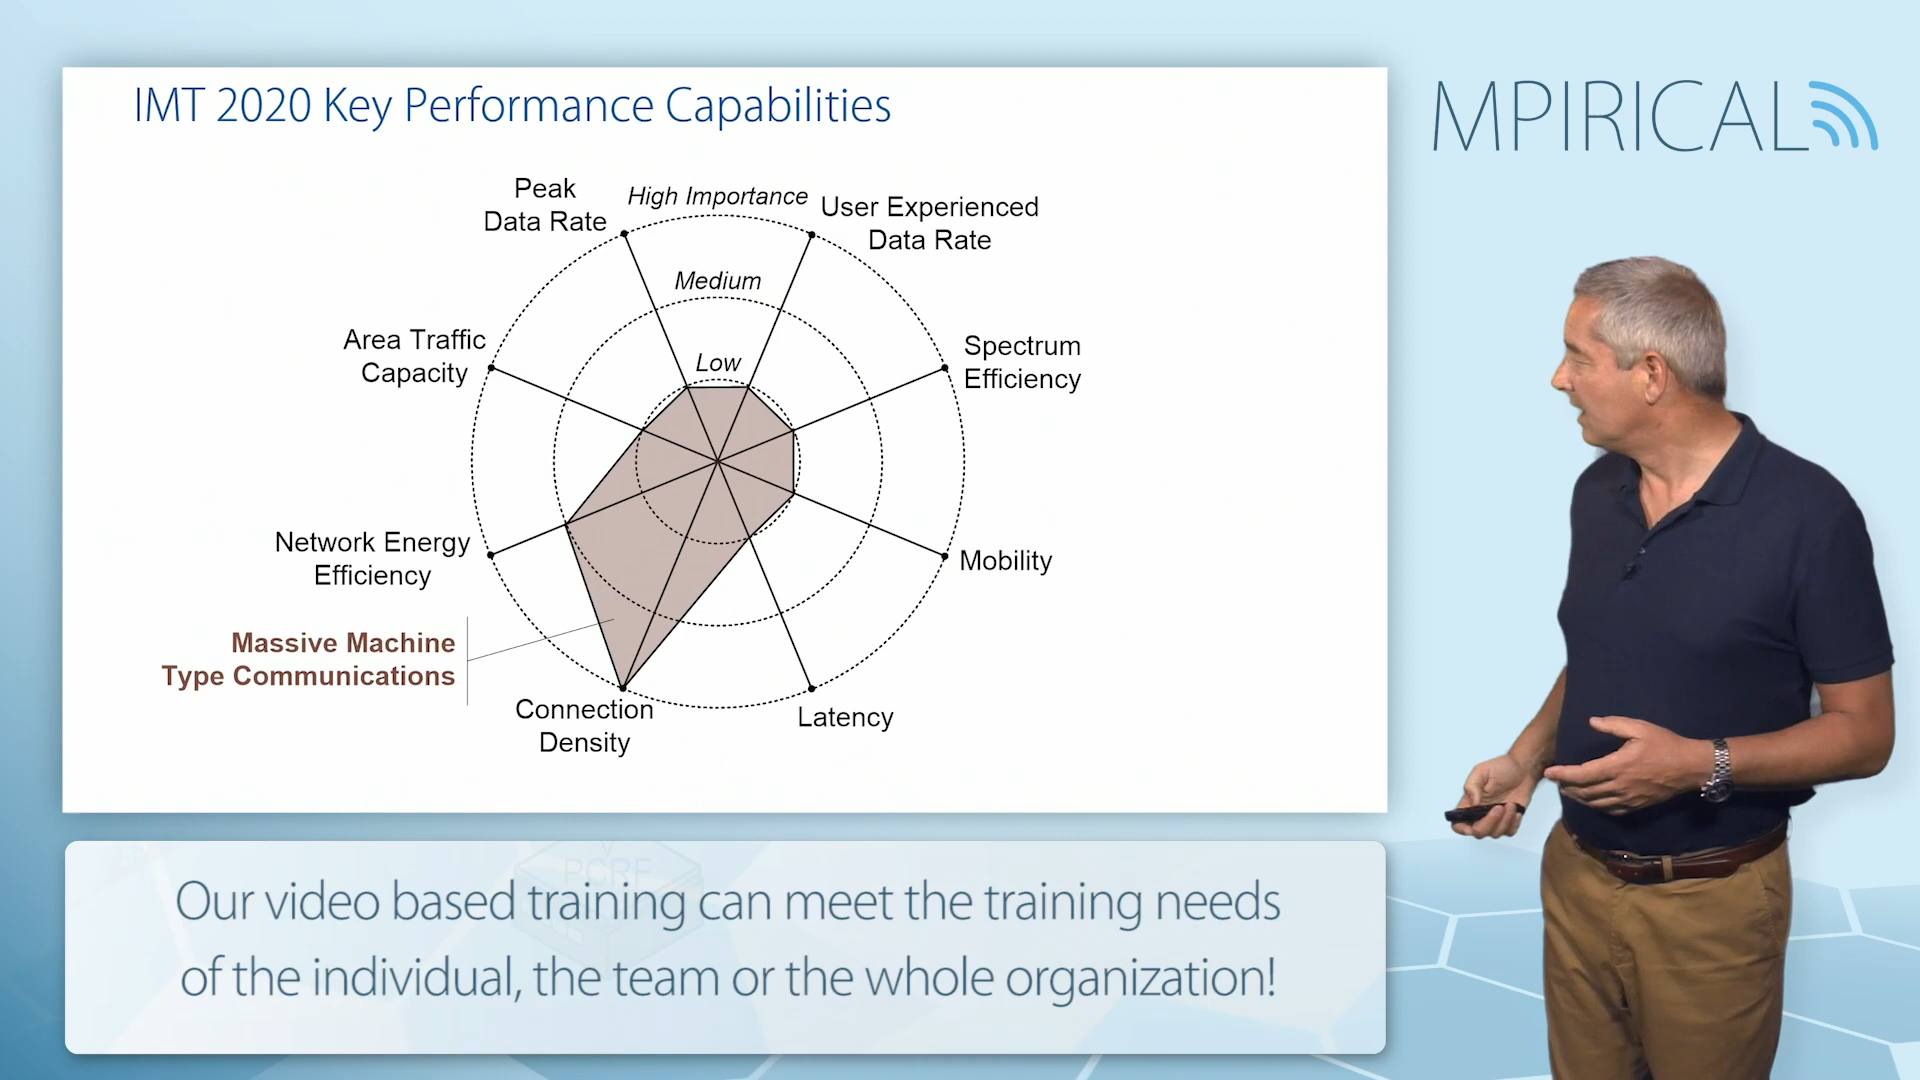 IMT 2020 Key Performance Capabilities
MPIRICAL
Peak
Data Rate
High Importance
User Experienced
Data Rate
Medium
Area Traffic
Capacity
Low
Spectrum
Efficiency
Network Energy
Efficiency
Mobility
Massive Machine
Type Communications
Connection
Density
Latency
PCRF
Our video based training can meet the training needs
of the individual, the team or the whole organization!